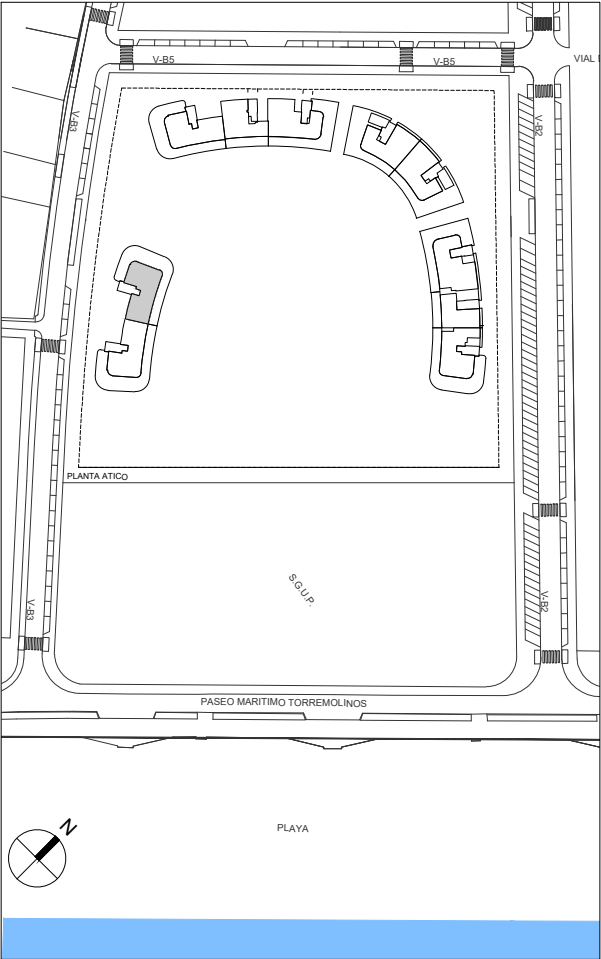 V-B5
V-B5
VIAL
V-B3
V-B2
PLANTA ATICO
S.G.U.P.
V-B3
V-B2
PASEO MARITIMO TORREMOLINOS
PLAYA
N